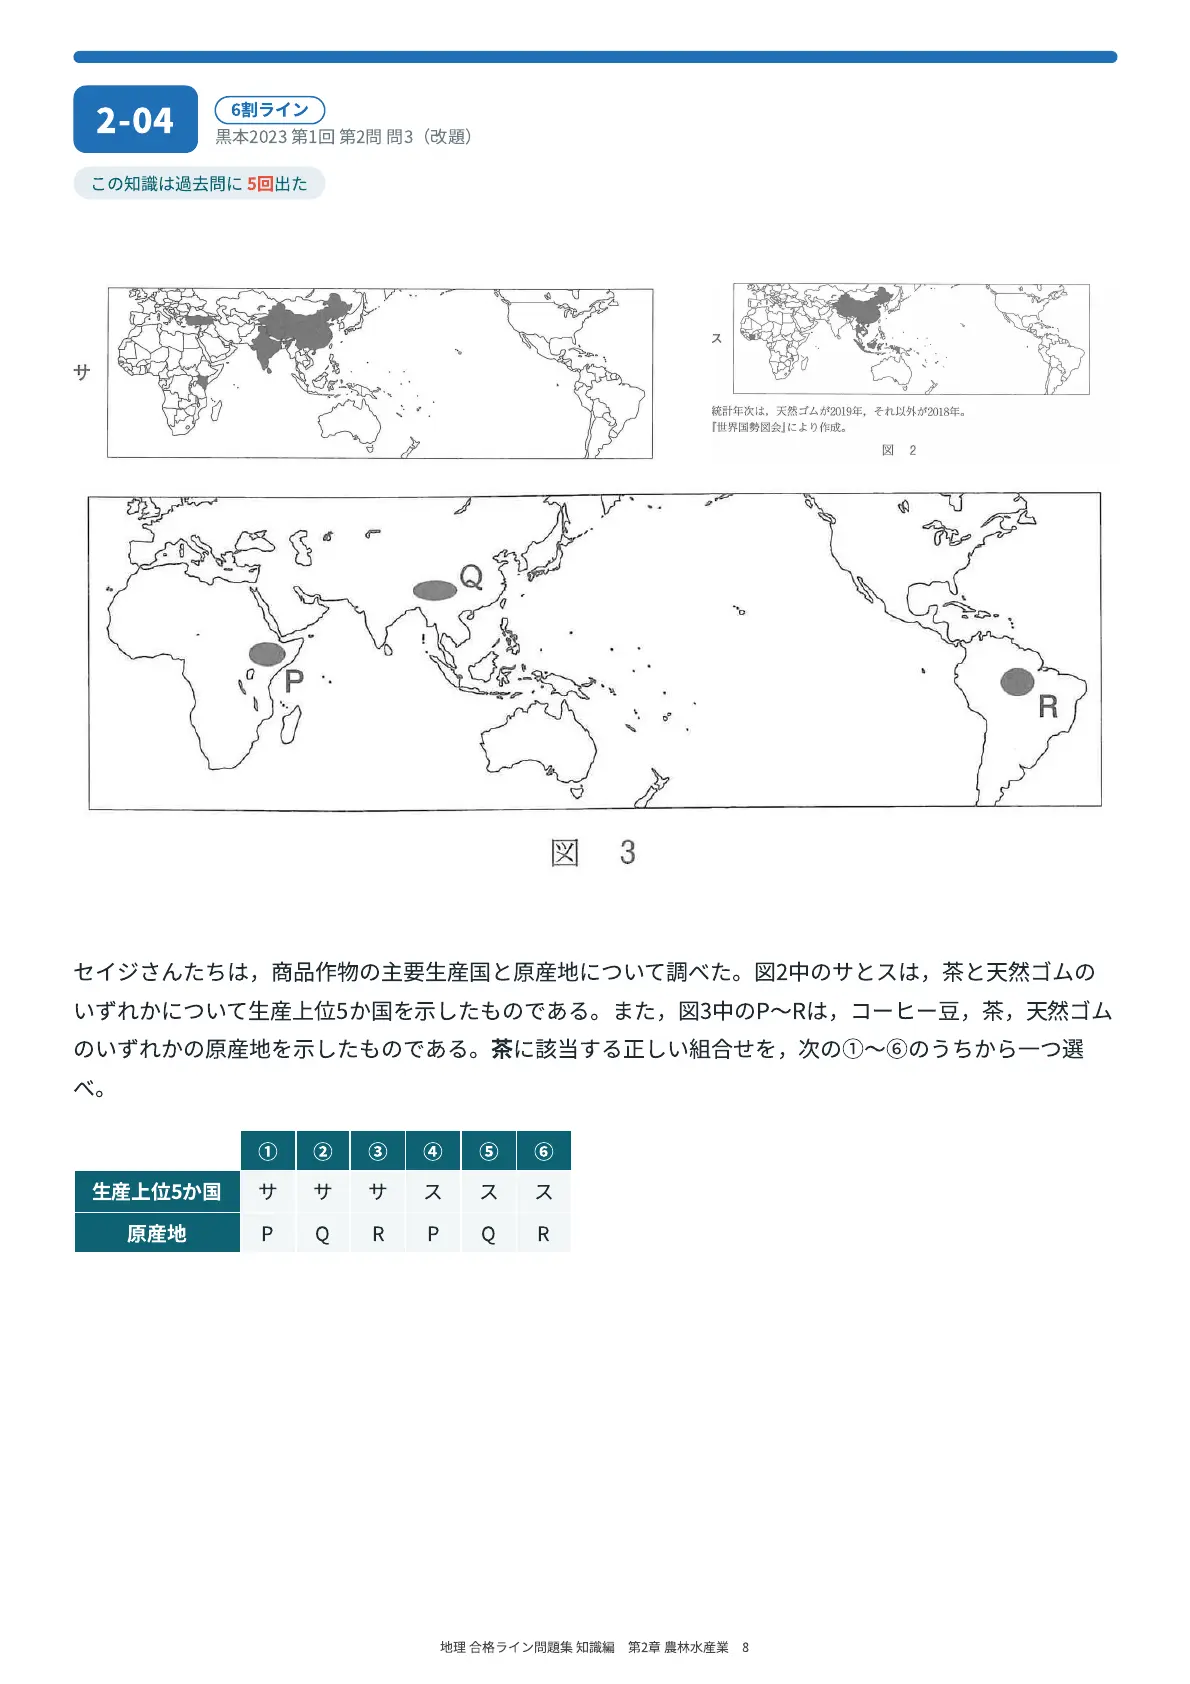 2-04
6割ライン
黒本2023 第1回 第2問 問3（改題）
この知識は過去問に 5回出た
サ
ス
統計年次は，天然ゴムが2019年，それ以外が2018年。
『世界国勢図会』により作成。
図 2
Q
P
R
図 3
セイジさんたちは，商品作物の主要生産国と原産地について調べた。図2中のサとスは，茶と天然ゴムの
いずれかについて生産上位5か国を示したものである。また，図3中のP～Rは，コーヒー豆，茶，天然ゴム
のいずれかの原産地を示したものである。茶に該当する正しい組合せを，次の①～⑥のうちから一つ選
べ。
① ② ③ ④ ⑤ ⑥
生産上位5か国 サ サ サ ス ス ス
原産地 P Q R P Q R
地理 合格ライン問題集 知識編 第2章 農林水産業 8